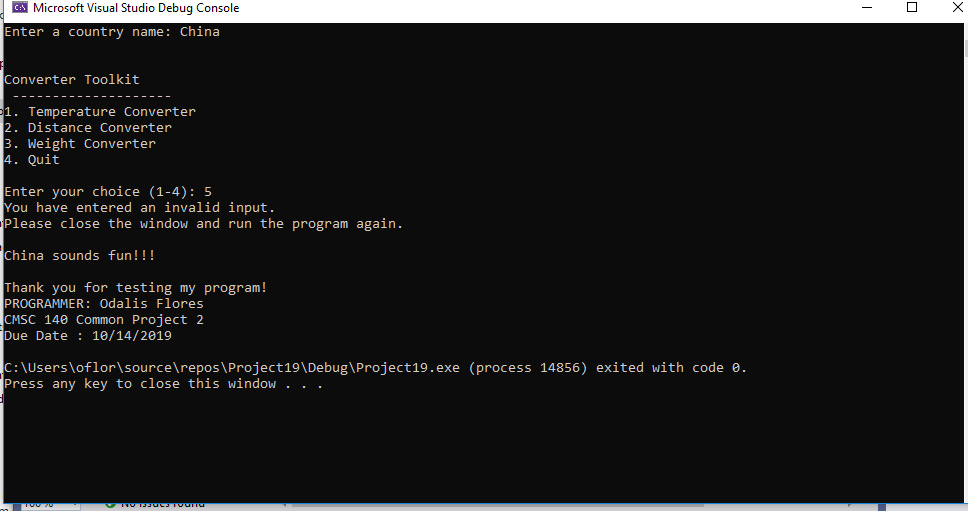 Microsoft Visual Studio Debug Console
Enter a country name: China
Converter Toolkit
--------------------
1. Temperature Converter
2. Distance Converter
3. Weight Converter
4. Quit
Enter your choice (1-4): 5
You have entered an invalid input.
Please close the window and run the program again.
China sounds fun!!!
Thank you for testing my program!
PROGRAMMER: Odalis Flores
CMSC 140 Common Project 2
Due Date : 10/14/2019
C:\Users\oflor\source\repos\Project19\Debug\Project19.exe (process 14856) exited with code 0.
Press any key to close this window . . .
100 %
No issues found